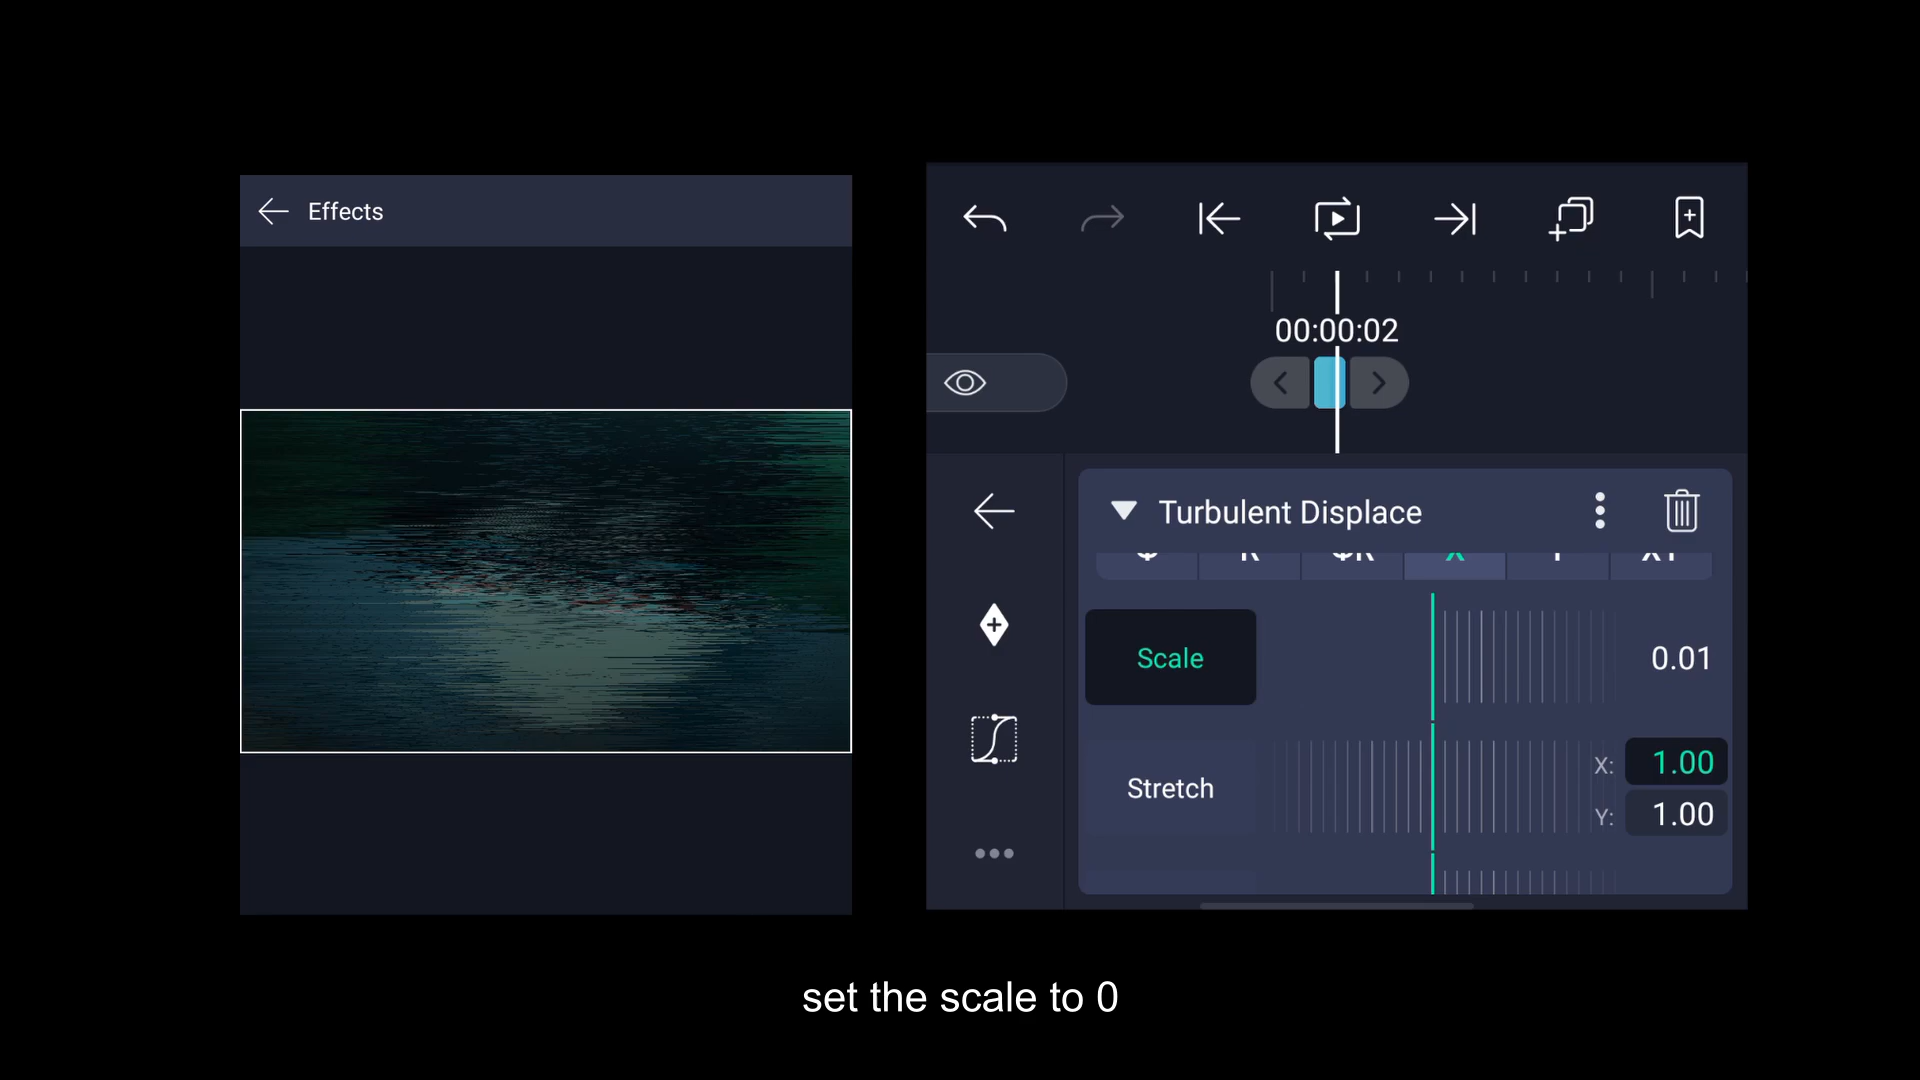 Effects
00:00:02
Turbulent Displace
X
Scale
0.01
Stretch
X: 1.00
Y: 1.00
set the scale to 0